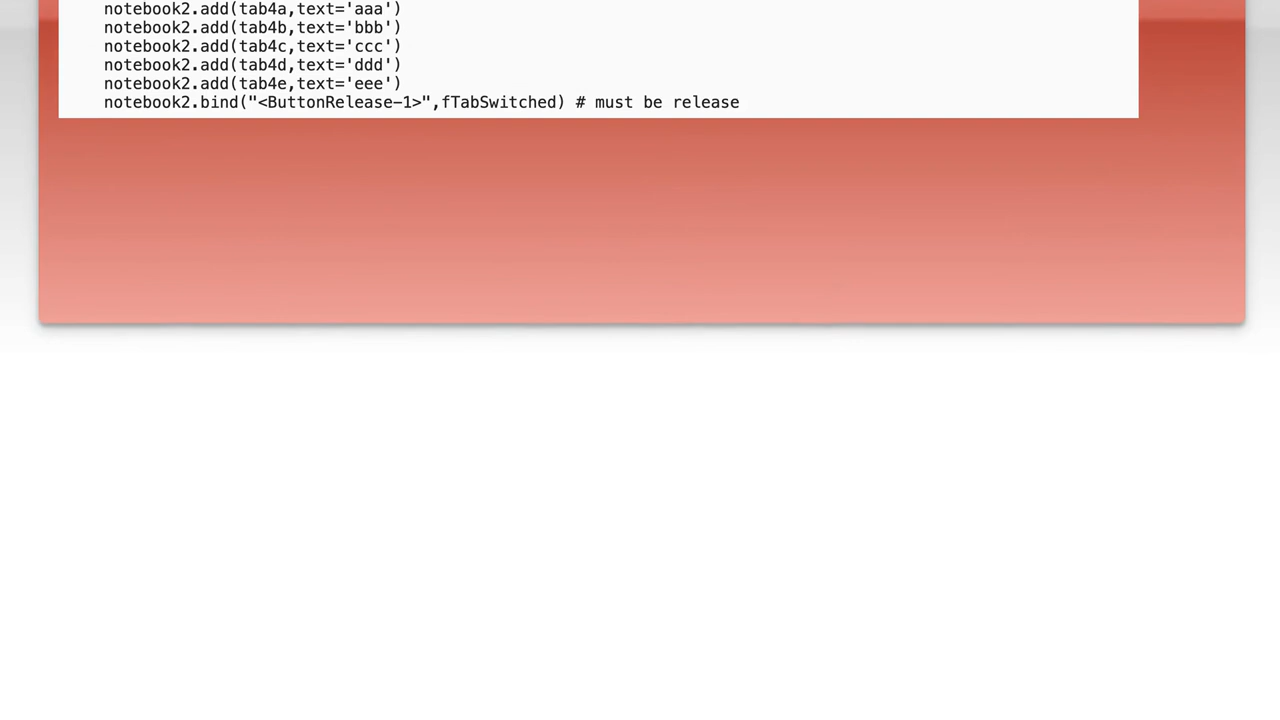 notebook2.add(tab4a,text='aaa')
notebook2.add(tab4b,text='bbb')
notebook2.add(tab4c,text='ccc')
notebook2.add(tab4d,text='ddd')
notebook2.add(tab4e,text='eee')
notebook2.bind("<ButtonRelease-1>",fTabSwitched) # must be release